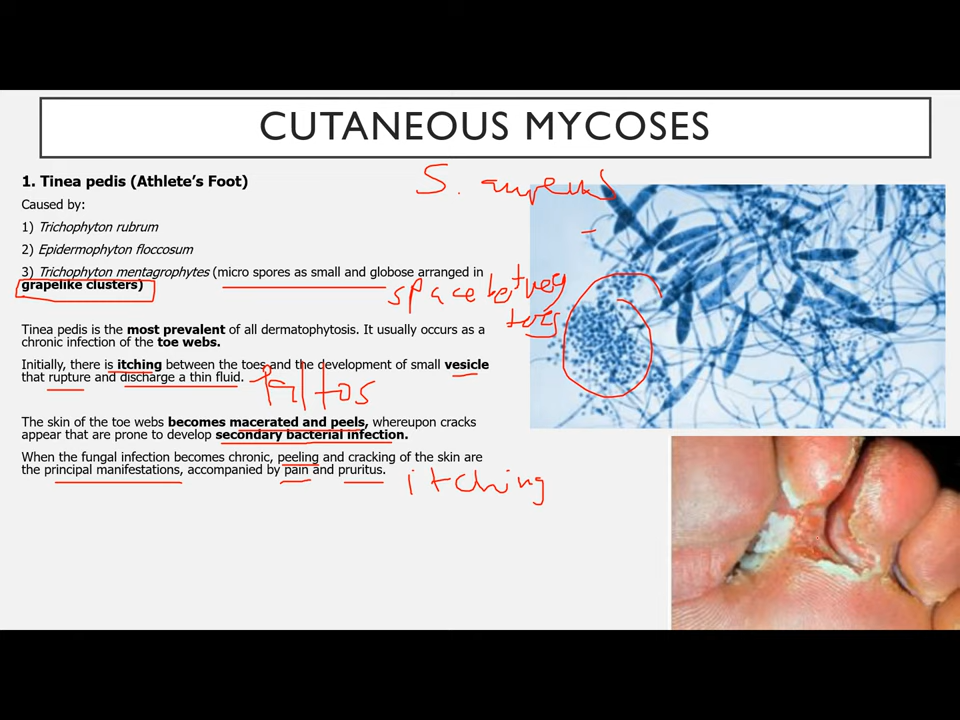 CUTANEOUS MYCOSES
1. Tinea pedis (Athlete's Foot)
S. aureus
Caused by:
1) Trichophyton rubrum
2) Epidermophyton floccosum
3) Trichophyton mentagrophytes (micro spores as small and globose arranged in
grapelike clusters)
space between
toes
Tinea pedis is the most prevalent of all dermatophytosis. It usually occurs as a
chronic infection of the toe webs.
Initially, there is itching between the toes and the development of small vesicle
that rupture and discharge a thin fluid.
paltos
The skin of the toe webs becomes macerated and peels, whereupon cracks
appear that are prone to develop secondary bacterial infection.
When the fungal infection becomes chronic, peeling and cracking of the skin are
the principal manifestations, accompanied by pain and pruritus.
itching